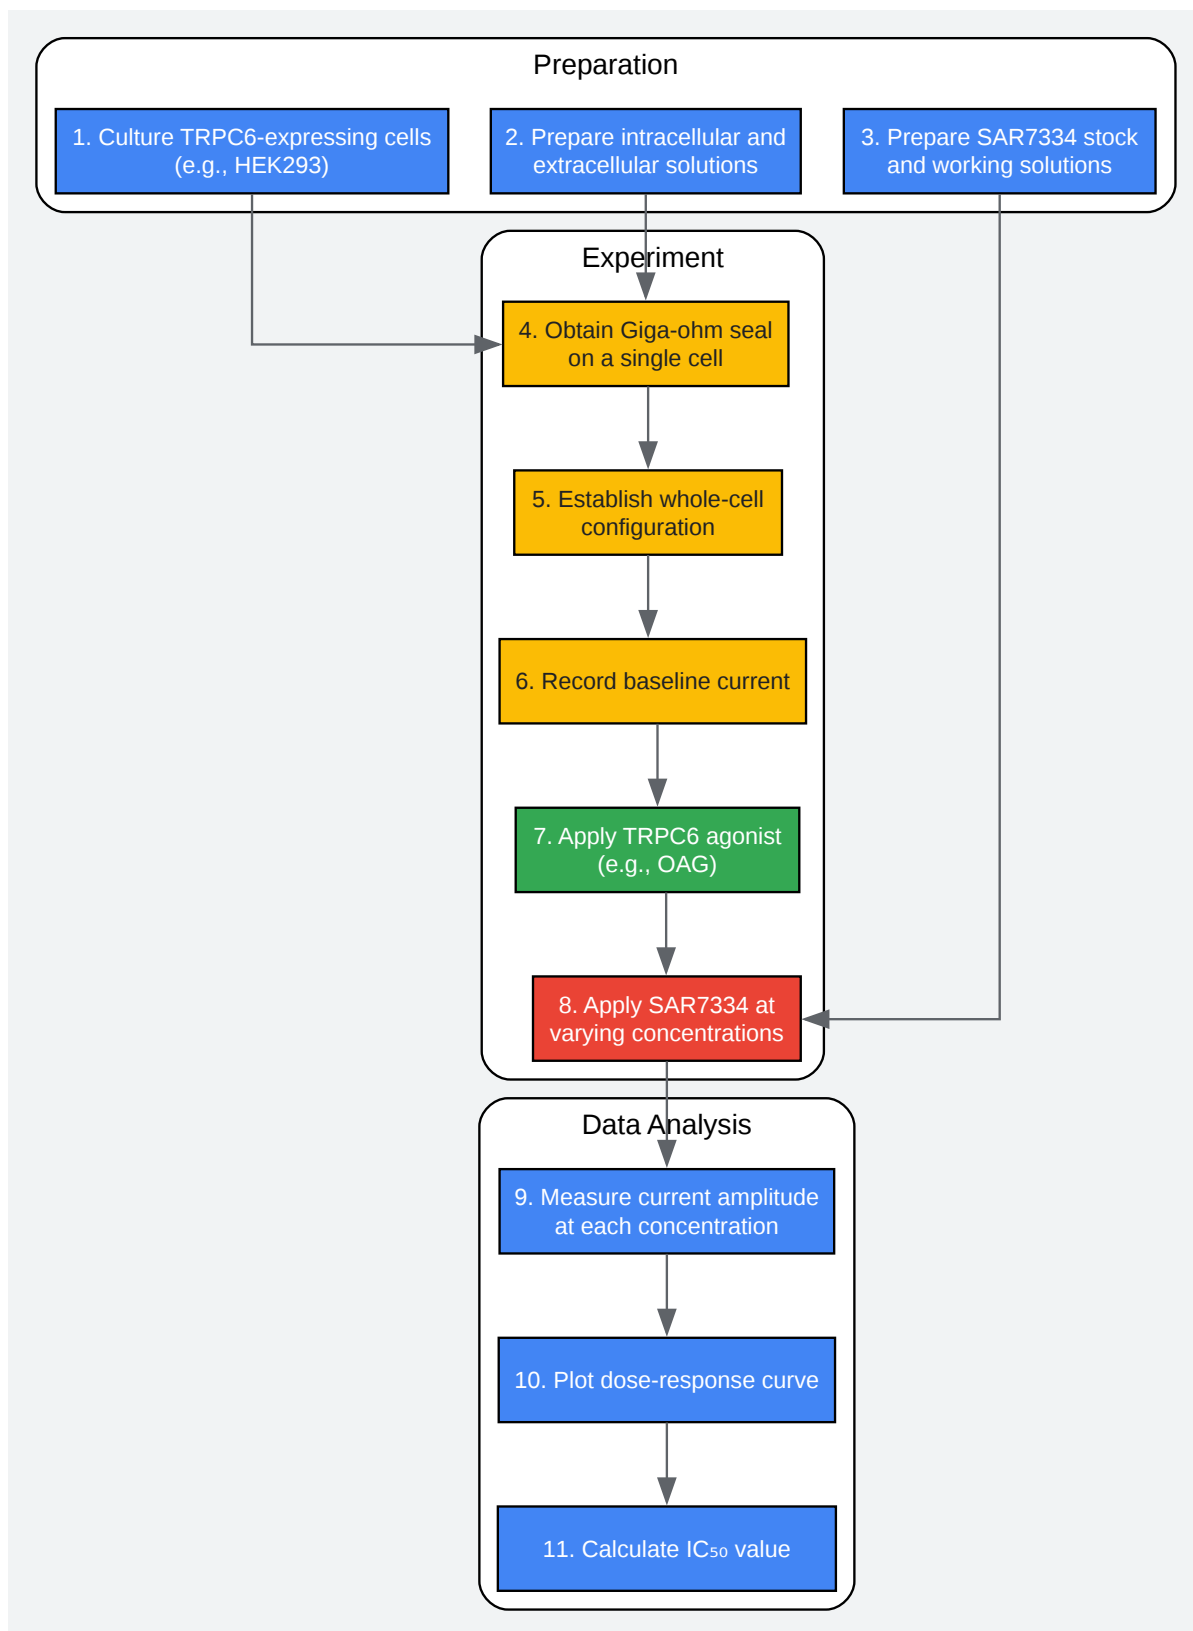 Preparation
1. Culture TRPC6-expressing cells
(e.g., HEK293)
2. Prepare intracellular and
extracellular solutions
3. Prepare SAR7334 stock
and working solutions
Experiment
4. Obtain Giga-ohm seal
on a single cell
5. Establish whole-cell
configuration
6. Record baseline current
7. Apply TRPC6 agonist
(e.g., OAG)
8. Apply SAR7334 at
varying concentrations
Data Analysis
9. Measure current amplitude
at each concentration
10. Plot dose-response curve
11. Calculate IC₅₀ value